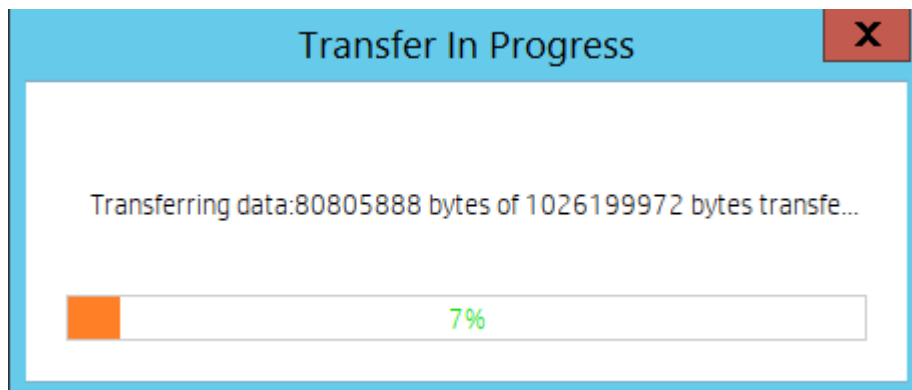 Transfer In Progress
X
Transferring data:80805888 bytes of 1026199972 bytes transfe...
7%